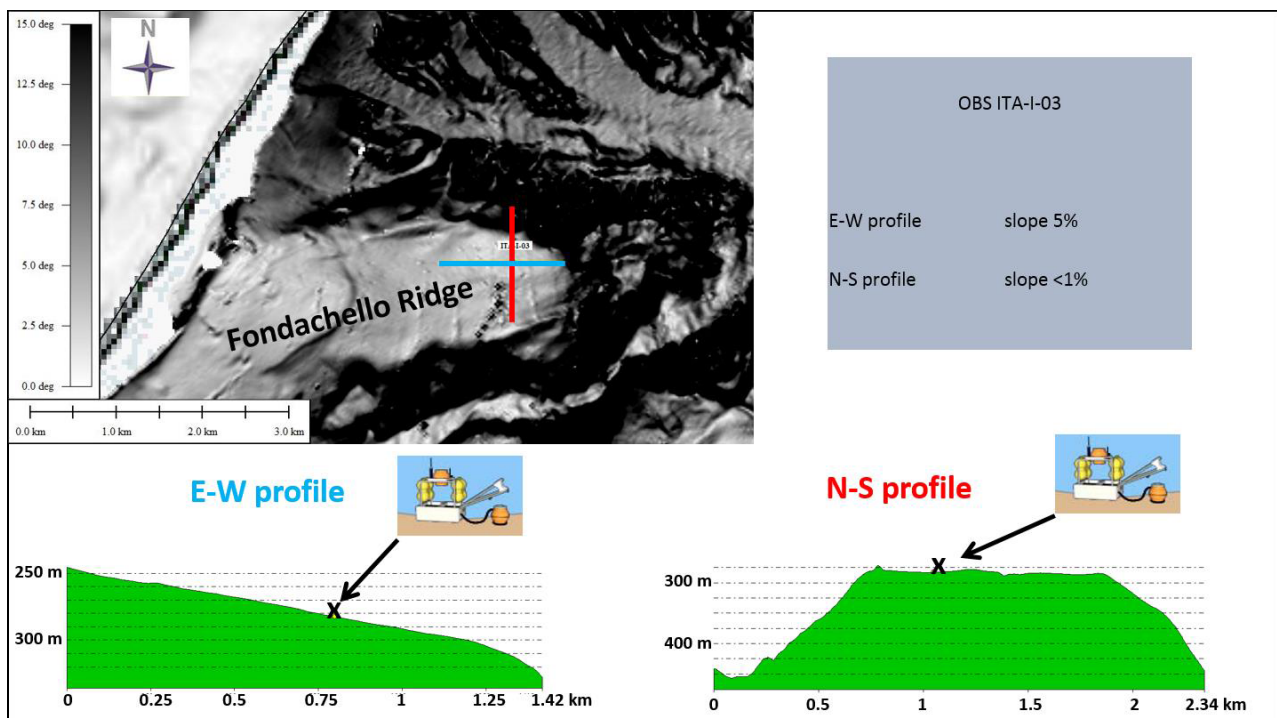 15.0 deg
12.5 deg
10.0 deg
7.5 deg
5.0 deg
2.5 deg
0.0 deg
N
ITA-I-03
Fondachello Ridge
0.0 km 1.0 km 2.0 km 3.0 km
OBS ITA-I-03
E-W profile slope 5%
N-S profile slope <1%
E-W profile
250 m
X
300 m
0 0.25 0.5 0.75 1 1.25 1.42 km
N-S profile
X
300 m
400 m
0 0.5 1 1.5 2 2.34 km